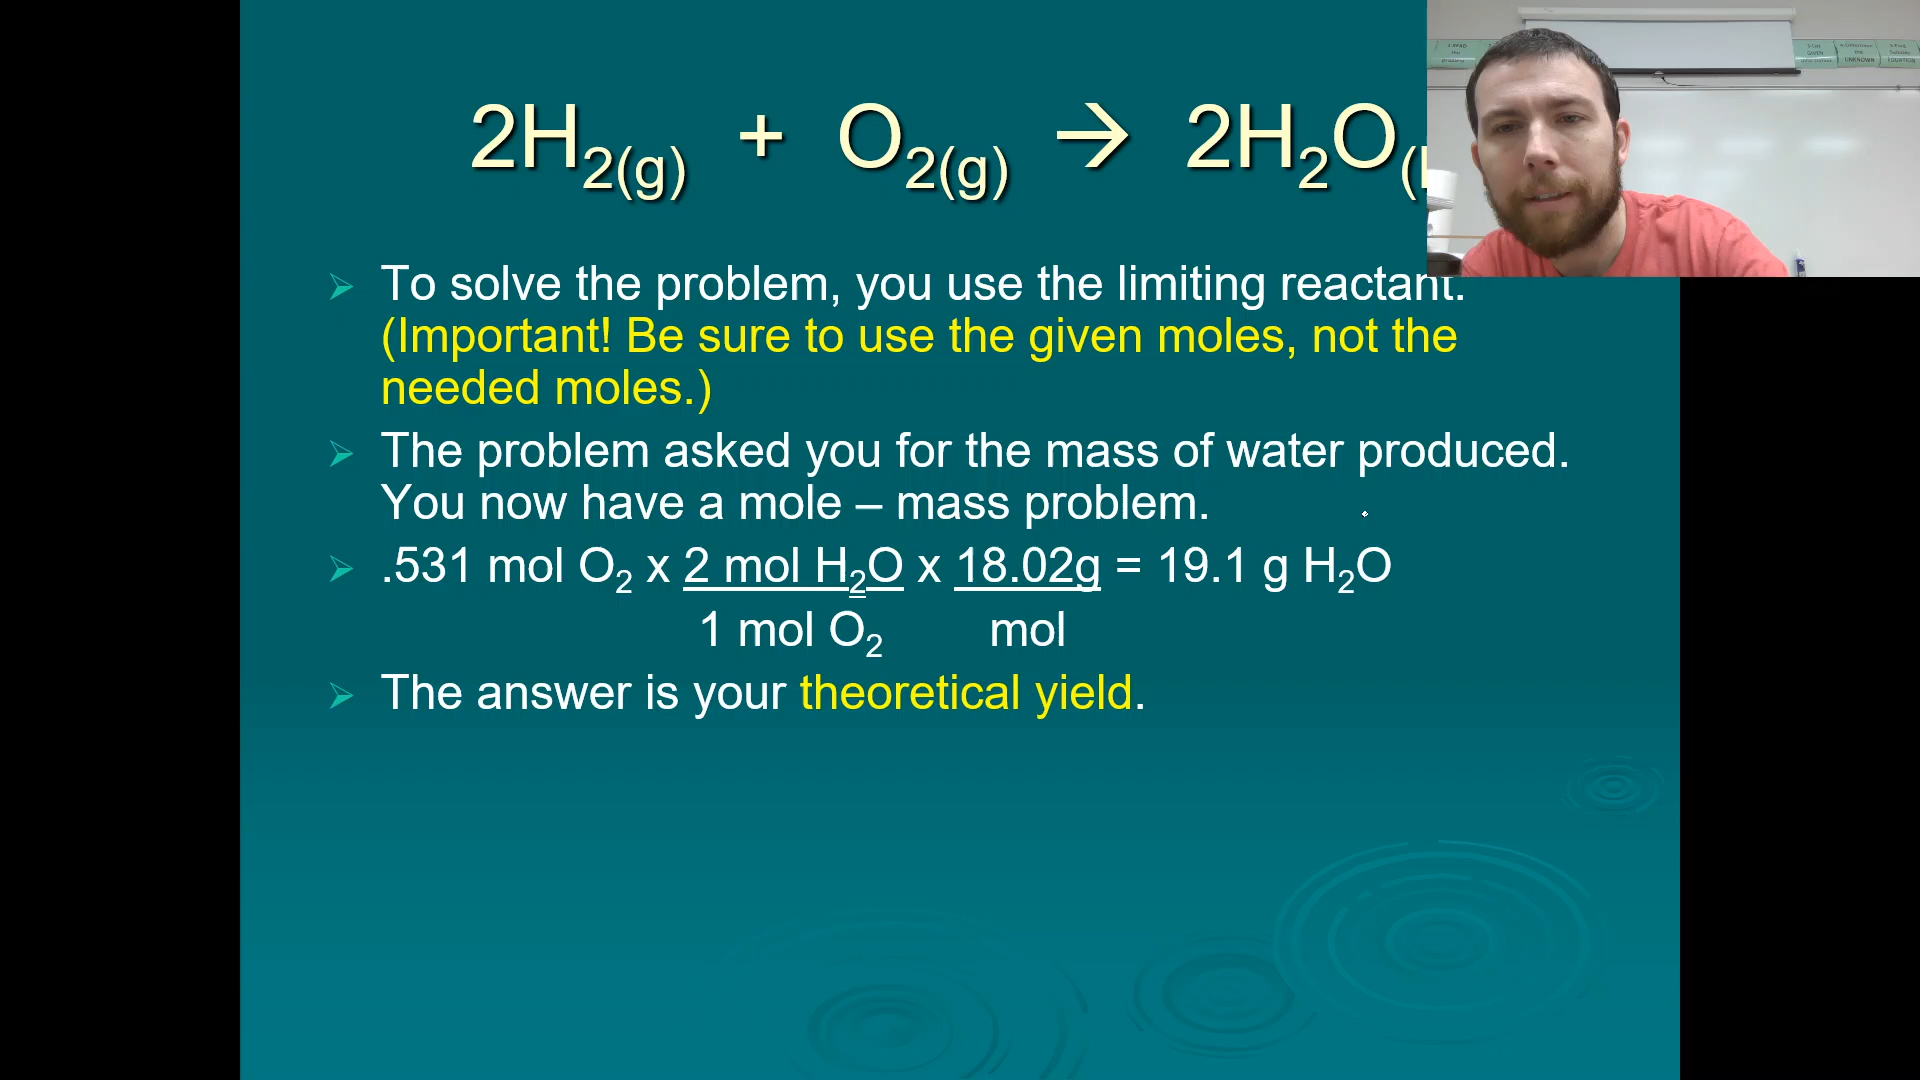 2H2(g) + O2(g) → 2H2O(l
To solve the problem, you use the limiting reactant.
(Important! Be sure to use the given moles, not the
needed moles.)
The problem asked you for the mass of water produced.
You now have a mole – mass problem.
.531 mol O2 x 2 mol H2O x 18.02g = 19.1 g H2O
1 mol O2 mol
The answer is your theoretical yield.
UNKNOWN
EQUATION